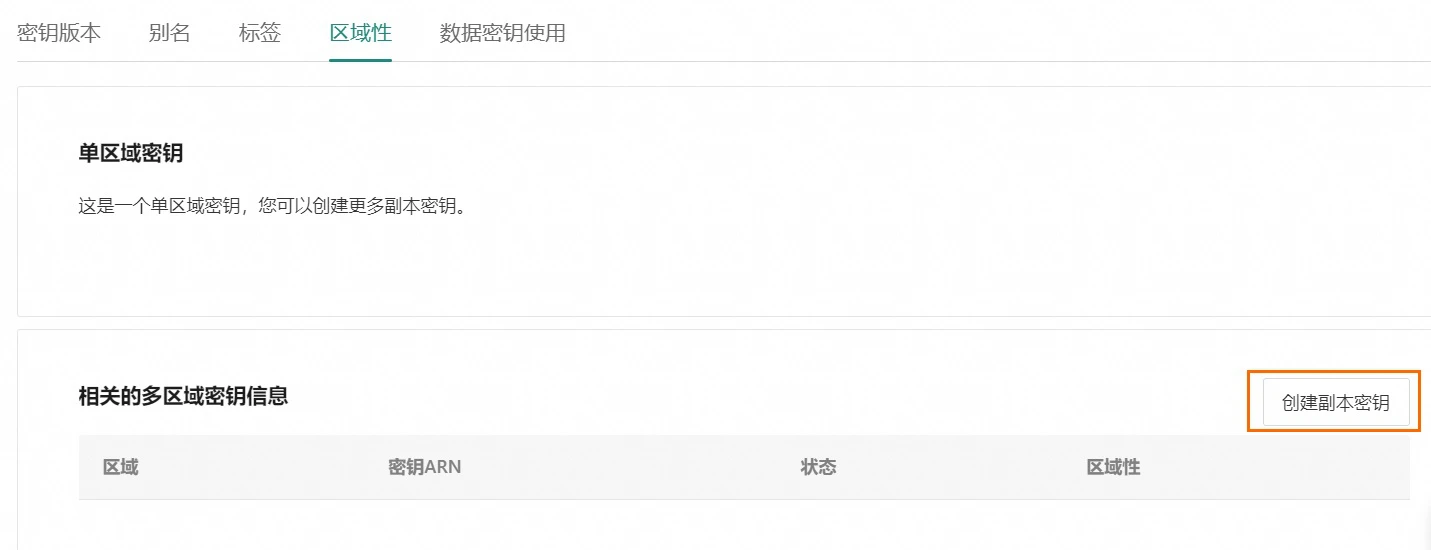 密钥版本 别名 标签 区域性 数据密钥使用
单区域密钥
这是一个单区域密钥，您可以创建更多副本密钥。
相关的多区域密钥信息
创建副本密钥
区域 密钥ARN 状态 区域性